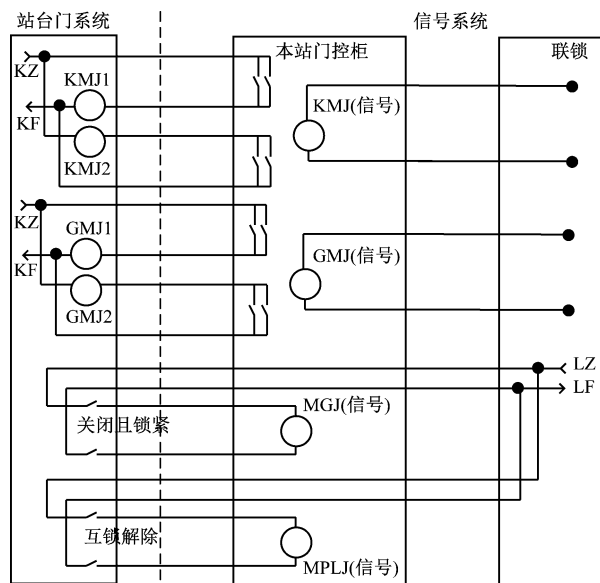 站台门系统
信号系统
本站门控柜
联锁
KZ
KMJ1
KMJ(信号)
KF
KMJ2
KZ
GMJ1
GMJ(信号)
KF
GMJ2
LZ
LF
MGJ(信号)
关闭且锁紧
互锁解除
MPLJ(信号)